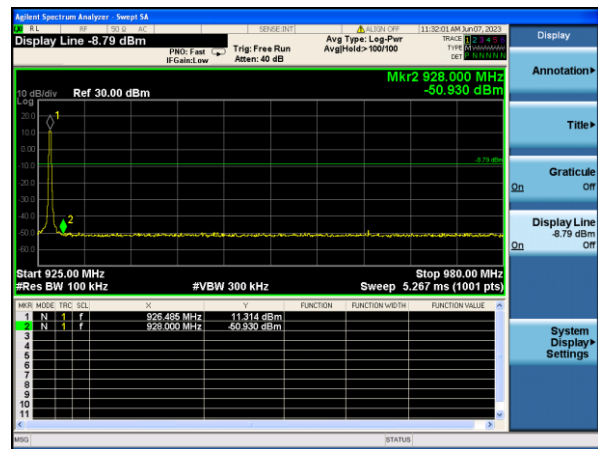 Agilent Spectrum Analyzer - Swept SA
RL RF 50 Ω AC SENSE:INT ALIGN OFF 11:32:01 AM Jun 07, 2023
Display Line -8.79 dBm
PNO: Fast
IFGain:Low
Trig: Free Run
Atten: 40 dB
Avg Type: Log-Pwr
Avg|Hold:>100/100
TRACE 1 2 3 4 5 6
TYPE M
DET P N N N N N
Display
Mkr2 928.000 MHz
-50.930 dBm
10 dB/div Ref 30.00 dBm
Log
20.0
10.0
0.00
-10.0
-20.0
-30.0
-40.0
-50.0
-60.0
1
2
-8.79 dBm
Start 925.00 MHz
Stop 980.00 MHz
#Res BW 100 kHz
#VBW 300 kHz
Sweep 5.267 ms (1001 pts)
MKR MODE TRC SCL X Y FUNCTION FUNCTION WIDTH FUNCTION VALUE
1 N 1 f 926.485 MHz 11.314 dBm
2 N 1 f 928.000 MHz -50.930 dBm
3
4
5
6
7
8
9
10
11
MSG
STATUS
Annotation
Title
Graticule
On Off
Display Line
-8.79 dBm
On Off
System
Display
Settings